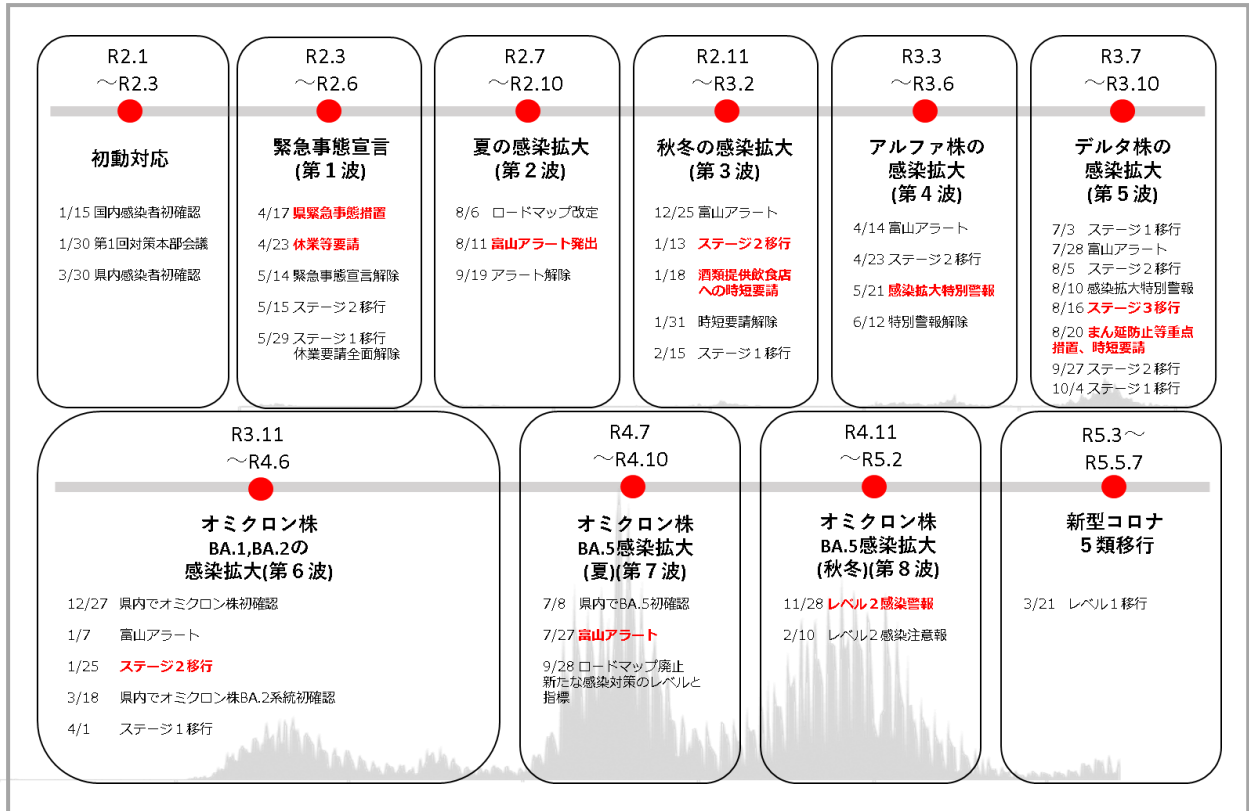 R2.1
～R2.3
初動対応
1/15 国内感染者初確認
1/30 第1回対策本部会議
3/30 県内感染者初確認
R2.3
～R2.6
緊急事態宣言
(第１波)
4/17 県緊急事態措置
4/23 休業等要請
5/14 緊急事態宣言解除
5/15 ステージ２移行
5/29 ステージ１移行
休業要請全面解除
R2.7
～R2.10
夏の感染拡大
(第２波)
8/6 ロードマップ改定
8/11 富山アラート発出
9/19 アラート解除
R2.11
～R3.2
秋冬の感染拡大
(第３波)
12/25 富山アラート
1/13 ステージ２移行
1/18 酒類提供飲食店
への時短要請
1/31 時短要請解除
2/15 ステージ１移行
R3.3
～R3.6
アルファ株の
感染拡大
(第４波)
4/14 富山アラート
4/23 ステージ２移行
5/21 感染拡大特別警報
6/12 特別警報解除
R3.7
～R3.10
デルタ株の
感染拡大
(第５波)
7/3 ステージ１移行
7/28 富山アラート
8/5 ステージ２移行
8/10 感染拡大特別警報
8/16 ステージ３移行
8/20 まん延防止等重点
措置、時短要請
9/27 ステージ２移行
10/4 ステージ１移行
R3.11
～R4.6
オミクロン株
BA.1,BA.2の
感染拡大(第６波)
12/27 県内でオミクロン株初確認
1/7 富山アラート
1/25 ステージ２移行
3/18 県内でオミクロン株BA.2系統初確認
4/1 ステージ１移行
R4.7
～R4.10
オミクロン株
BA.5感染拡大
(夏)(第７波)
7/8 県内でBA.5初確認
7/27 富山アラート
9/28 ロードマップ廃止
新たな感染対策のレベルと
指標
R4.11
～R5.2
オミクロン株
BA.5感染拡大
(秋冬)(第８波)
11/28 レベル２感染警報
2/10 レベル２感染注意報
R5.3～
R5.5.7
新型コロナ
５類移行
3/21 レベル１移行